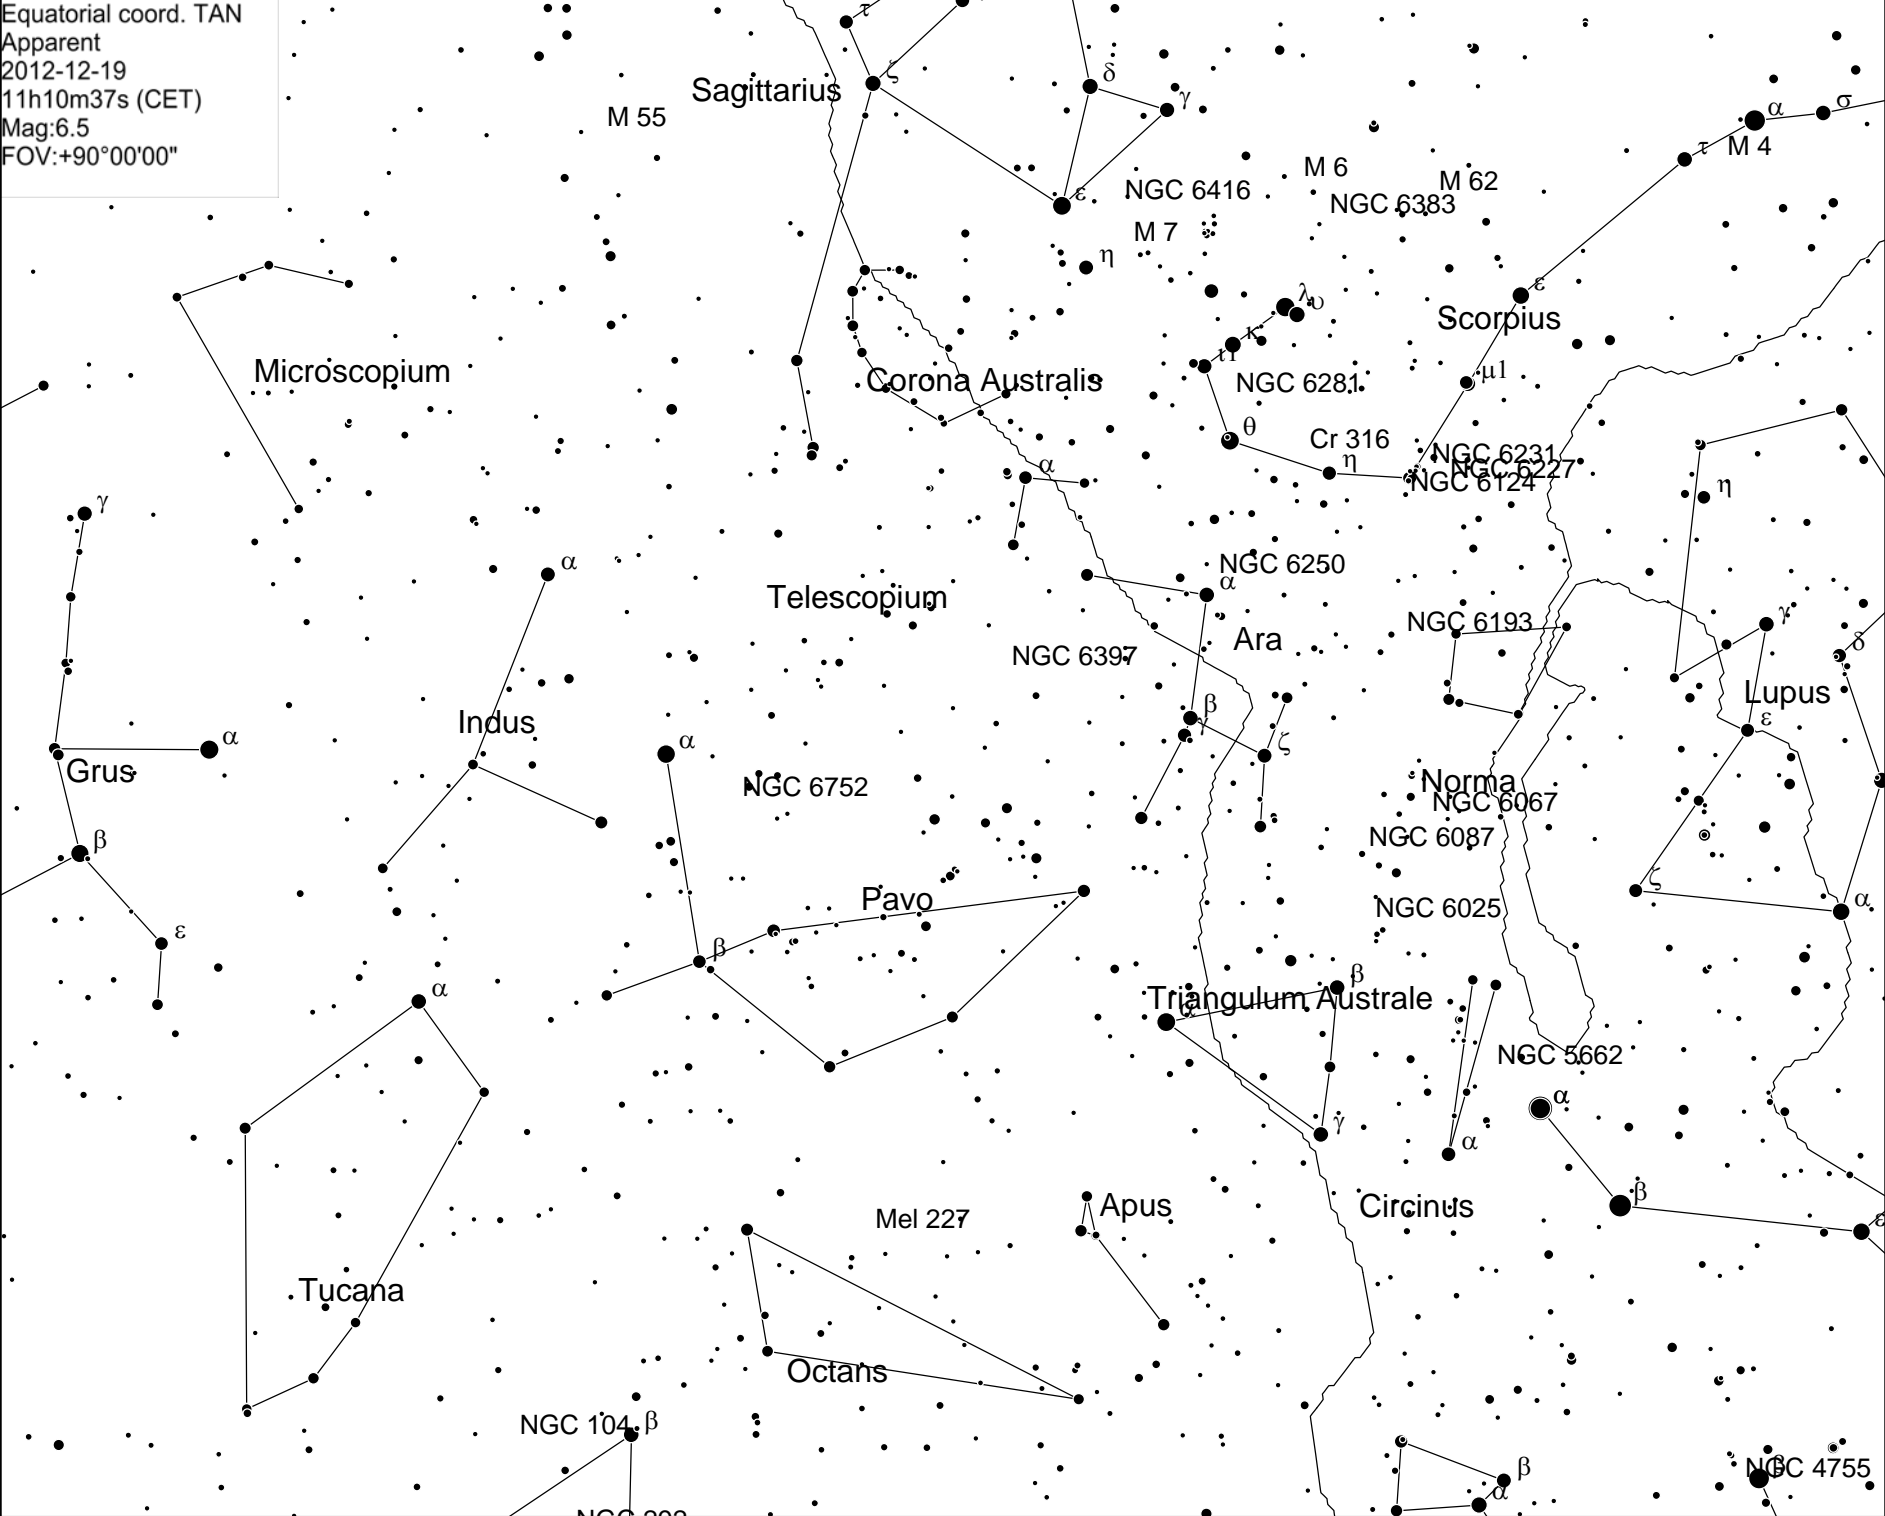 Equatorial coord. TAN
Apparent
2012-12-19
11h10m37s (CET)
Mag:6.5
FOV:+90°00'00"
τ
ζ
δ
γ
Sagittarius
M 55
α
σ
τ
M 4
M 6
M 62
ε
NGC 6416
NGC 6383
M 7
η
λ
υ
ε
Scorpius
κ
ι1
Microscopium
Corona Australis
NGC 6281
μ1
θ
Cr 316
η
NGC 6231
NGC 6227
NGC 6124
α
η
γ
α
NGC 6250
α
Telescopium
NGC 6193
γ
Ara
δ
NGC 6397
Lupus
β
γ
ε
Indus
α
α
ζ
Grus
NGC 6752
Norma
NGC 6067
β
NGC 6087
ζ
Pavo
NGC 6025
α
ε
β
β
α
Triangulum Australe
α
NGC 5662
α
γ
α
β
Apus
Circinus
Mel 227
ε
Tucana
Octans
NGC 104
β
β
NGC 4755
β
α